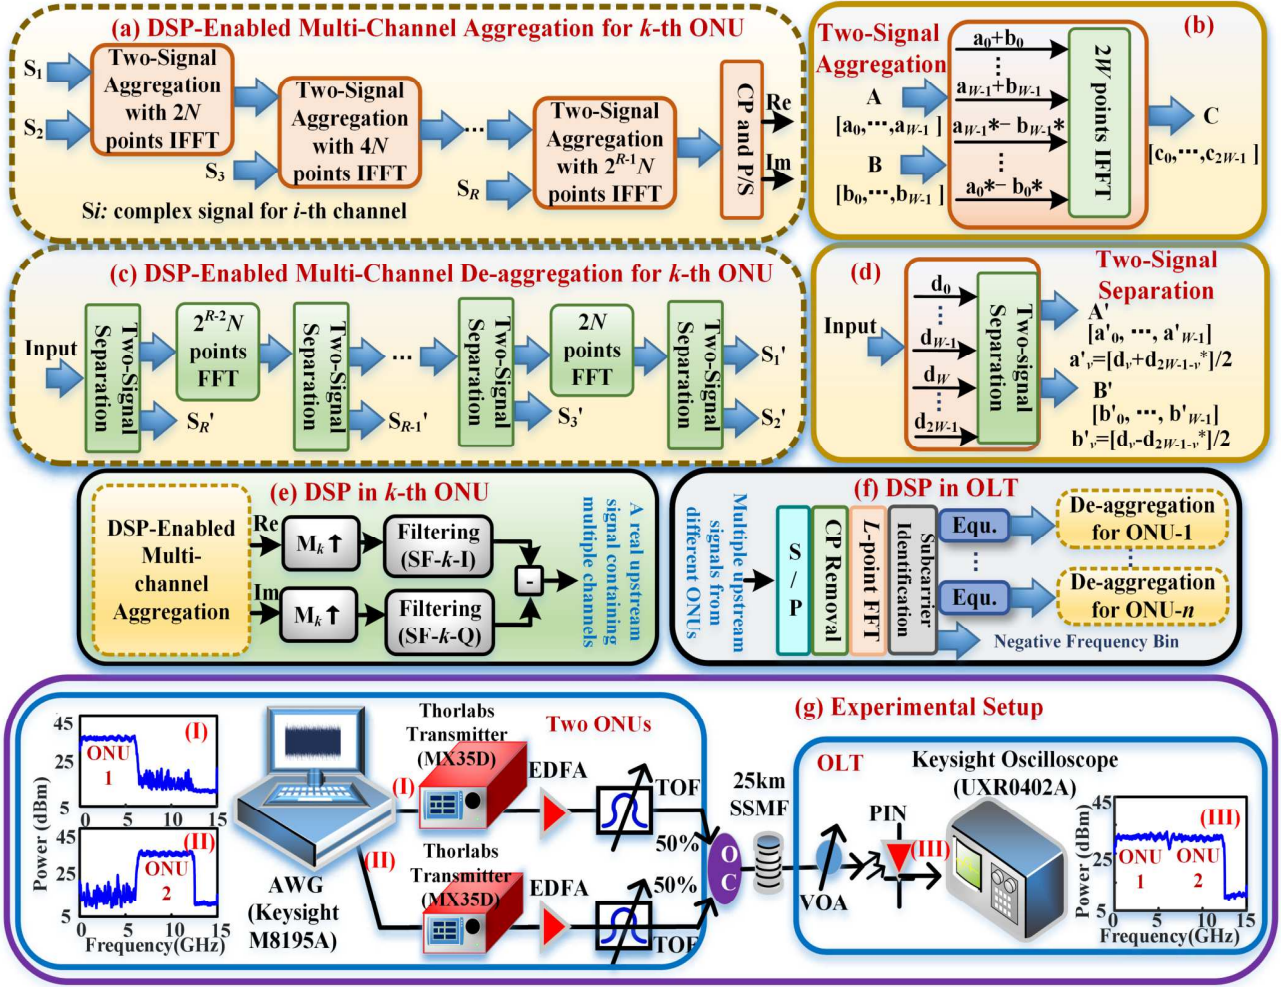 (a) DSP-Enabled Multi-Channel Aggregation for k-th ONU
S1
S2
Two-Signal
Aggregation
with 2N
points IFFT
S3
Two-Signal
Aggregation
with 4N
points IFFT
...
SR
Two-Signal
Aggregation
with 2^{R-1}N
points IFFT
CP and P/S
Re
Im
Si: complex signal for i-th channel
(b)
Two-Signal
Aggregation
A
[a0,...,aW-1 ]
B
[b0,...,bW-1 ]
a0+b0
...
aW-1+bW-1
aW-1*− bW-1*
...
a0*− b0*
2W points IFFT
C
[c0,...,c2W-1 ]
(c) DSP-Enabled Multi-Channel De-aggregation for k-th ONU
Input
Two-Signal
Separation
SR'
2^{R-2}N
points
FFT
Two-Signal
Separation
SR-1'
...
Two-Signal
Separation
S3'
2N
points
FFT
Two-Signal
Separation
S1'
S2'
(d)
Two-Signal
Separation
Input
d0
...
dW-1
dW
...
d2W-1
Two-signal
Separation
A'
[a'0, ..., a'W-1]
a'v=[dv+d2W-1-v*]/2
B'
[b'0, ..., b'W-1]
b'v=[dv-d2W-1-v*]/2
(e) DSP in k-th ONU
DSP-Enabled
Multi-
channel
Aggregation
Re
Im
Mk ↑
Mk ↑
Filtering
(SF-k-I)
Filtering
(SF-k-Q)
-
A real upstream
signal containing
multiple channels
(f) DSP in OLT
Multiple upstream
signals from
different ONUs
S/P
CP Removal
L-point FFT
Subcarrier
Identification
Equ.
...
Equ.
De-aggregation
for ONU-1
...
De-aggregation
for ONU-n
Negative Frequency Bin
(g) Experimental Setup
Two ONUs
Power (dBm)
45
25
5
(I)
ONU
1
0 5 10 15
45
25
5
(II)
ONU
2
0 5 10 15
Frequency(GHz)
AWG
(Keysight
M8195A)
(I)
(II)
Thorlabs
Transmitter
(MX35D)
EDFA
TOF
50%
Thorlabs
Transmitter
(MX35D)
EDFA
TOF
50%
OC
25km
SSMF
OLT
VOA
PIN
(III)
Keysight Oscilloscope
(UXR0402A)
Power (dBm)
45
25
5
(III)
ONU
1
ONU
2
0 5 10 15
Frequency(GHz)